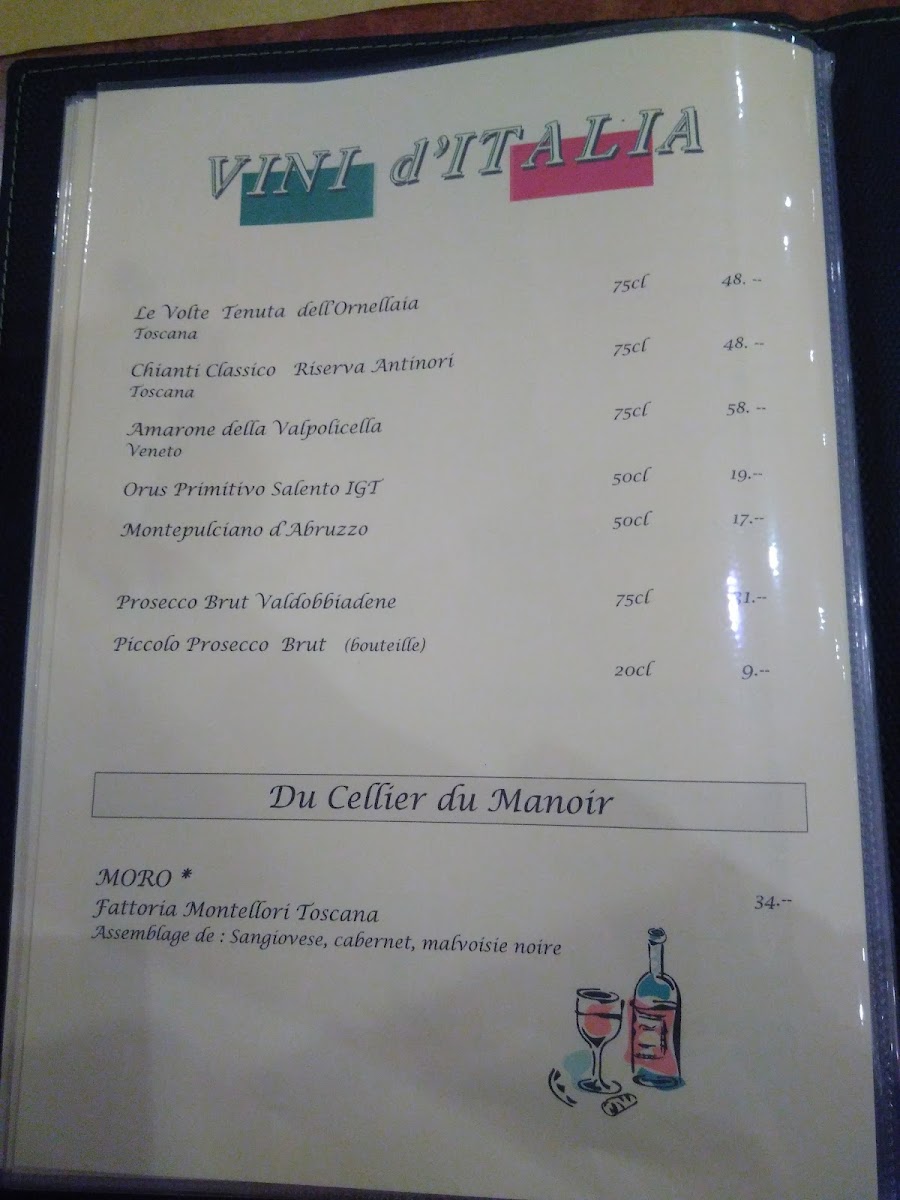 VINI d'ITALIA
Le Volte Tenuta dell'Ornellaia 75cl 48. --
Toscana
Chianti Classico Riserva Antinori 75cl 48. --
Toscana
Amarone della Valpolicella 75cl 58. --
Veneto
Orus Primitivo Salento IGT 50cl 19.--
Montepulciano d'Abruzzo 50cl 17.--
Prosecco Brut Valdobbiadene 75cl 31.--
Piccolo Prosecco Brut (bouteille)
20cl 9.--
Du Cellier du Manoir
MORO *
Fattoria Montellori Toscana 34.--
Assemblage de : Sangiovese, cabernet, malvoisie noire